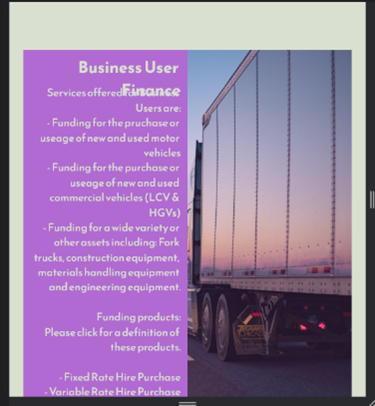 Business User
Finance
Services offered
Users are:
- Funding for the pruchase or
useage of new and used motor
vehicles
- Funding for the purchase or
useage of new and used
commercial vehicles (LCV &
HGVs)
- Funding for a wide variety or
other assets including: Fork
trucks, construction equipment,
materials handling equipment
and engineering equipment.
Funding products:
Please click for a definition of
these products.
- Fixed Rate Hire Purchase
- Variable Rate Hire Purchase